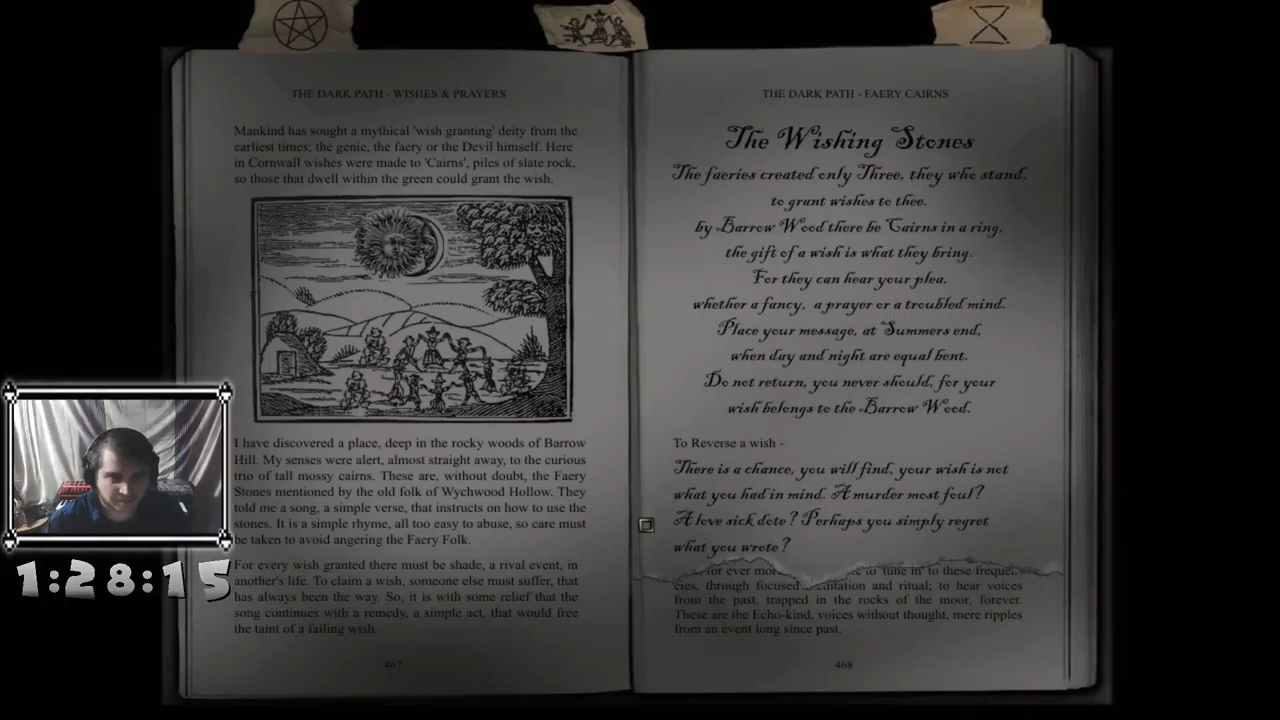 THE DARK PATH - WISHES & PRAYERS
Mankind has sought a mythical 'wish granting' deity from the
earliest times; the genie, the faery or the Devil himself. Here
in Cornwall wishes were made to 'Cairns', piles of slate rock,
so those that dwell within the green could grant the wish.
I have discovered a place, deep in the rocky woods of Barrow
Hill. My senses were alert, almost straight away, to the curious
trio of tall mossy cairns. These are, without doubt, the Faery
Stones mentioned by the old folk of Wychwood Hollow. They
told me a song, a simple verse, that instructs on how to use the
stones. It is a simple rhyme, all too easy to abuse, so care must
be taken to avoid angering the Faery Folk.
For every wish granted there must be shade, a rival event, in
another's life. To claim a wish, someone else must suffer, that
has always been the way. So, it is with some relief that the
song continues with a remedy, a simple act, that would free
the taint of a failing wish.
467
THE DARK PATH - FAERY CAIRNS
The Wishing Stones
The faeries created only Three, they who stand,
to grant wishes to thee.
by Barrow Wood there be Cairns in a ring,
the gift of a wish is what they bring.
For they can hear your plea,
whether a fancy, a prayer or a troubled mind.
Place your message, at Summers end,
when day and night are equal bent.
Do not return, you never should, for your
wish belongs to the Barrow Wood.
To Reverse a wish -
There is a chance, you will find, your wish is not
what you had in mind. A murder most foul?
A love sick dote? Perhaps you simply regret
what you wrote?
for ever to 'tune in' to these
cies, through focused and ritual; to hear voices
from the past, trapped in the rocks of the moor, forever.
These are the Echo-kind, voices without thought, mere ripples
from an event long since past.
468
1:28:15